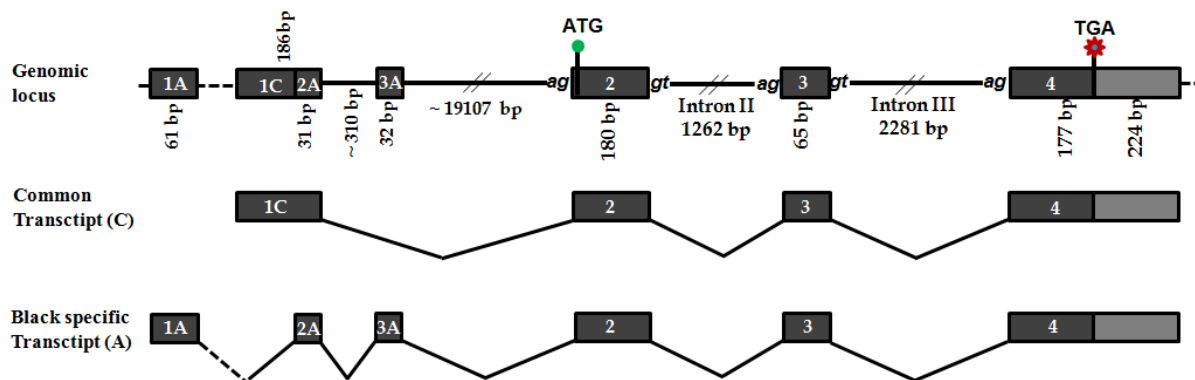 ATG
TGA
Genomic
locus
1A
1C
2A
3A
ag
2
gt
ag
3
gt
ag
4
61 bp
186 bp
31 bp
~ 310 bp
32 bp
~ 19107 bp
180 bp
Intron II
1262 bp
65 bp
Intron III
2281 bp
177 bp
224 bp
Common
Transctipt (C)
1C
2
3
4
Black specific
Transctipt (A)
1A
2A
3A
2
3
4